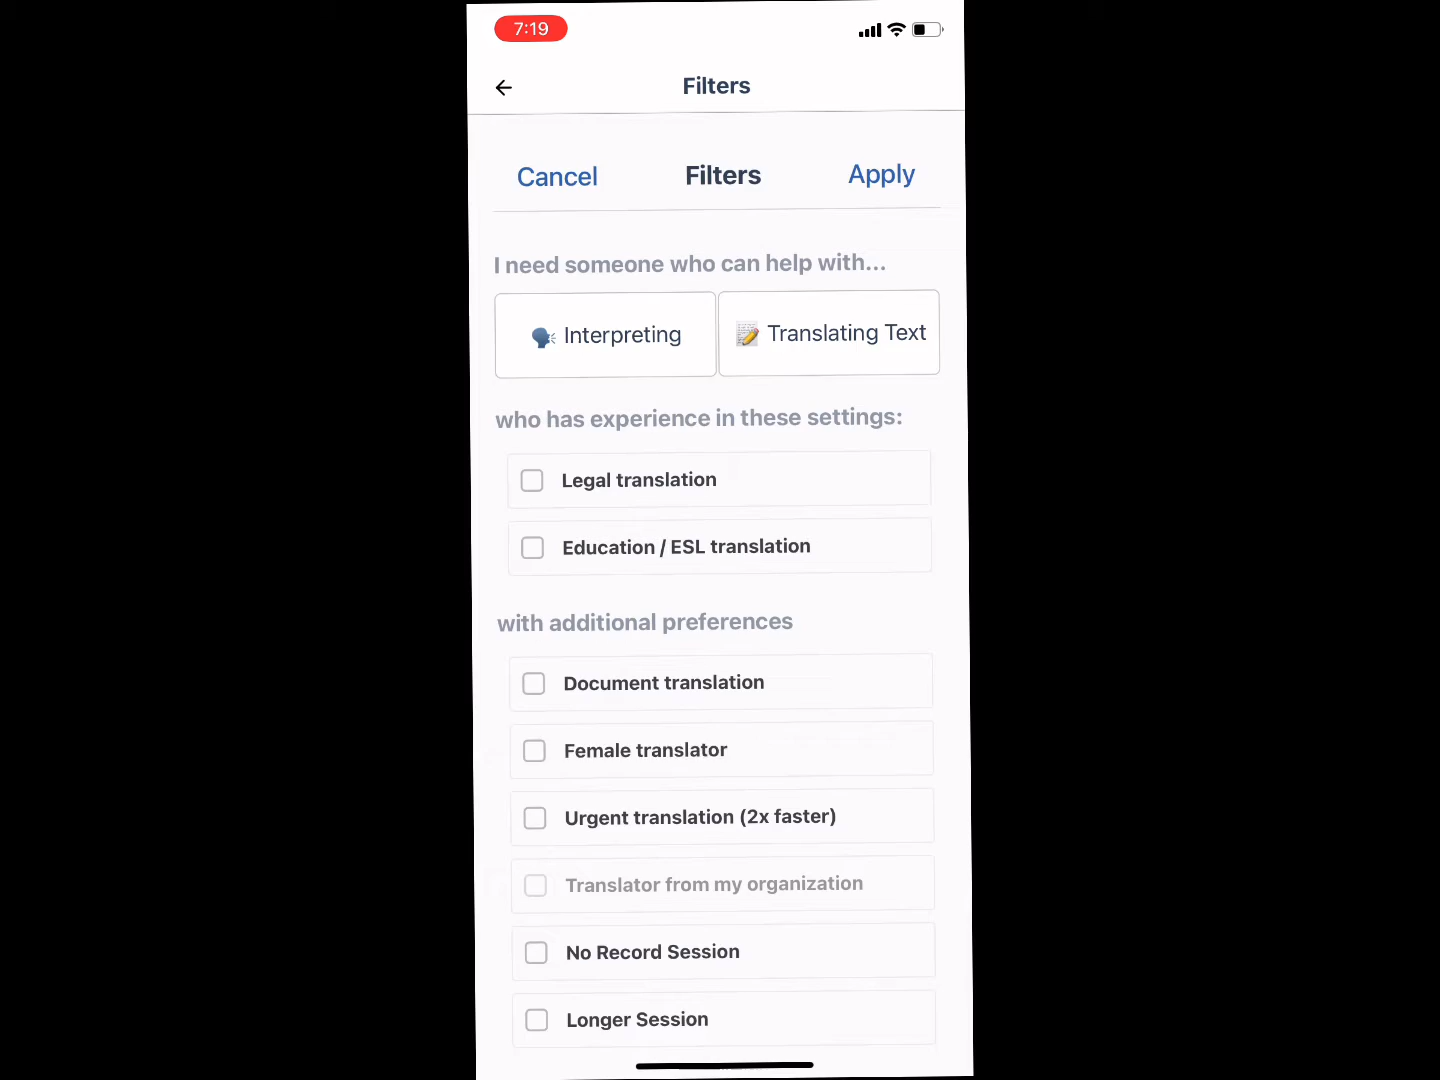 7:19
Filters
Cancel Filters Apply
I need someone who can help with...
Interpreting Translating Text
who has experience in these settings:
Legal translation
Education / ESL translation
with additional preferences
Document translation
Female translator
Urgent translation (2x faster)
Translator from my organization
No Record Session
Longer Session